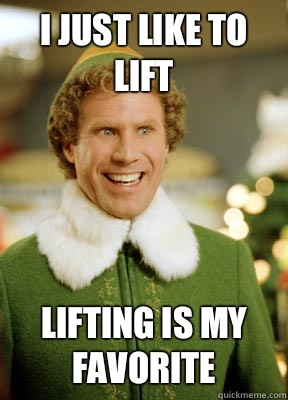 I JUST LIKE TO
LIFT
LIFTING IS MY
FAVORITE
quickmeme.com